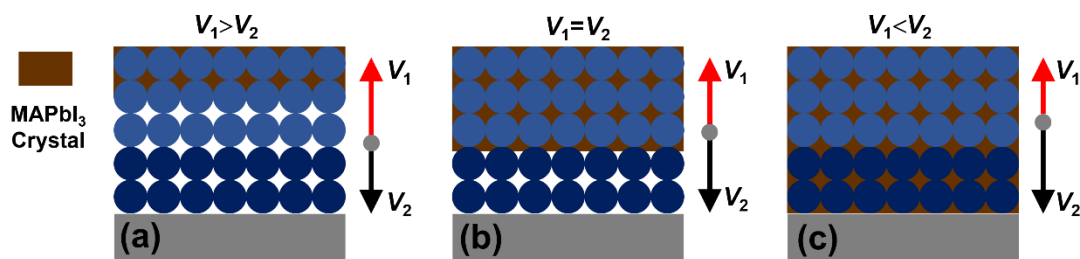 V₁>V₂
V₁=V₂
V₁<V₂
MAPbI₃
Crystal
V₁
V₂
(a)
V₁
V₂
(b)
V₁
V₂
(c)